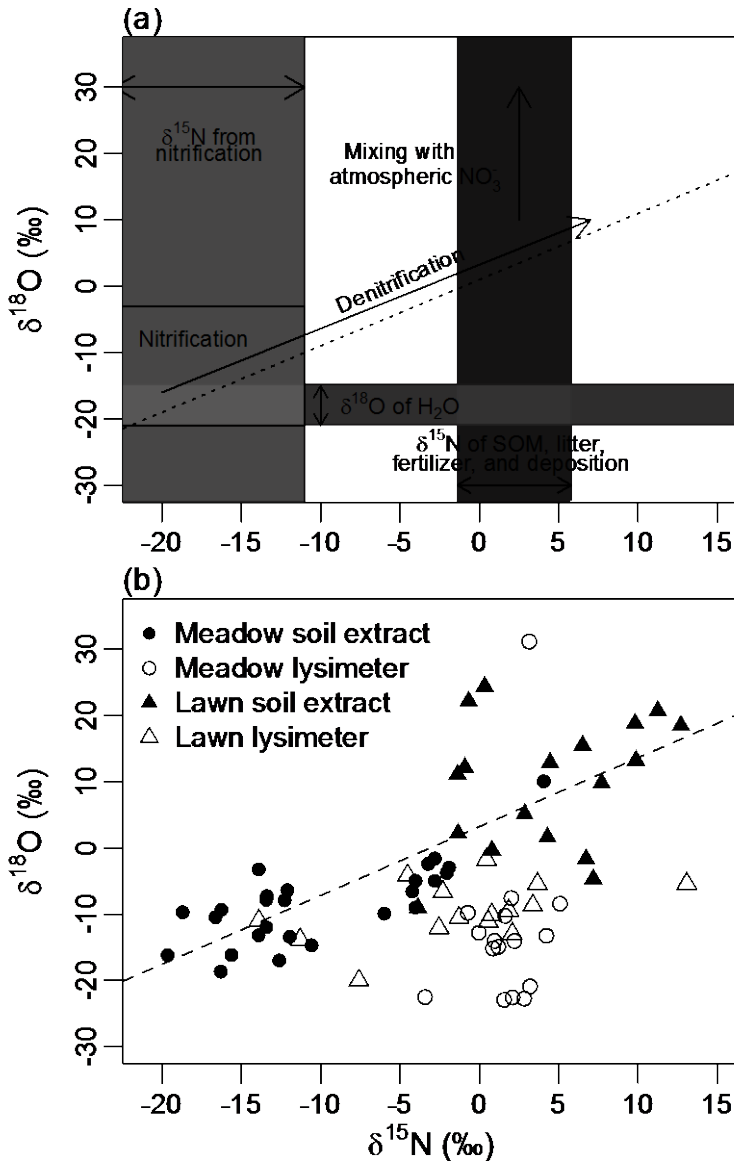 (a)
δ¹⁵N from
nitrification
Mixing with
atmospheric NO₃⁻
Denitrification
Nitrification
δ¹⁸O of H₂O
δ¹⁵N of SOM, litter,
fertilizer, and deposition
δ¹⁸O (‰)
30
20
10
0
-10
-20
-30
-20 -15 -10 -5 0 5 10 15
(b)
Meadow soil extract
Meadow lysimeter
Lawn soil extract
Lawn lysimeter
δ¹⁸O (‰)
30
20
10
0
-10
-20
-30
-20 -15 -10 -5 0 5 10 15
δ¹⁵N (‰)